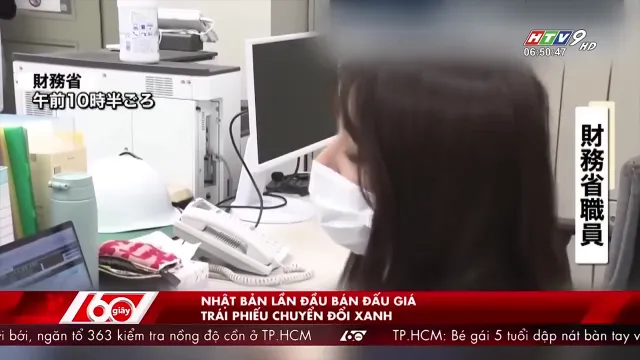 HTV9 HD
06:50:47
財務省
午前10時半ごろ
財務省職員
60 giây
NHẬT BẢN LẦN ĐẦU BÁN ĐẤU GIÁ
TRÁI PHIẾU CHUYỂN ĐỔI XANH
bởi, ngăn tổ 363 kiểm tra nồng độ cồn ở TP.HCM TP.HCM: Bé gái 5 tuổi dập nát bàn tay